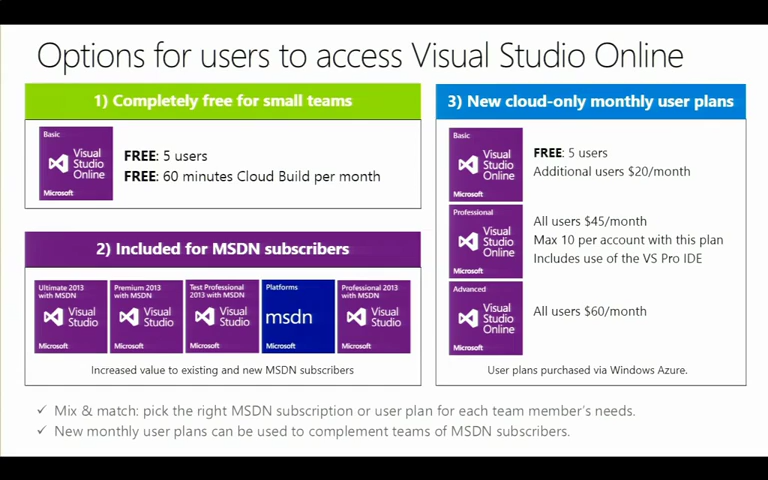 Options for users to access Visual Studio Online
1) Completely free for small teams
Basic
Visual
Studio
Online
Microsoft
FREE: 5 users
FREE: 60 minutes Cloud Build per month
2) Included for MSDN subscribers
Ultimate 2013
with MSDN
Visual
Studio
Microsoft
Premium 2013
with MSDN
Visual
Studio
Microsoft
Test Professional
2013 with MSDN
Visual
Studio
Microsoft
Platforms
msdn
Microsoft
Professional 2013
with MSDN
Visual
Studio
Microsoft
Increased value to existing and new MSDN subscribers
3) New cloud-only monthly user plans
Basic
Visual
Studio
Online
Microsoft
FREE: 5 users
Additional users $20/month
Professional
Visual
Studio
Online
Microsoft
All users $45/month
Max 10 per account with this plan
Includes use of the VS Pro IDE
Advanced
Visual
Studio
Online
Microsoft
All users $60/month
User plans purchased via Windows Azure.
✓ Mix & match: pick the right MSDN subscription or user plan for each team member's needs.
✓ New monthly user plans can be used to complement teams of MSDN subscribers.